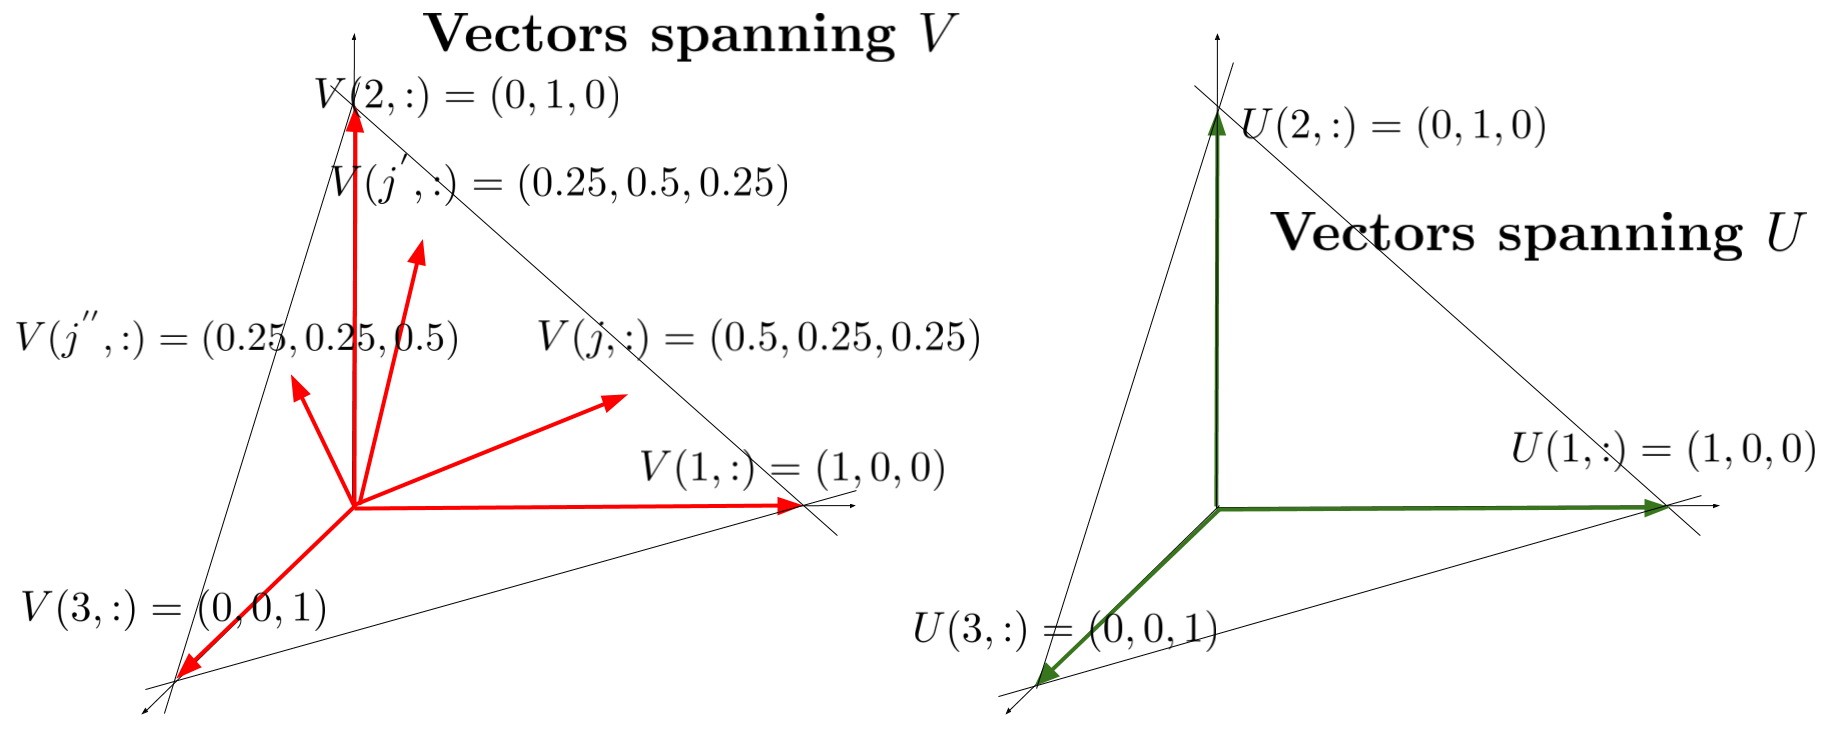 Vectors spanning V
V(2, :) = (0, 1, 0)
V(j′, :) = (0.25, 0.5, 0.25)
V(j′′, :) = (0.25, 0.25, 0.5)
V(j, :) = (0.5, 0.25, 0.25)
V(1, :) = (1, 0, 0)
V(3, :) = (0, 0, 1)
U(2, :) = (0, 1, 0)
Vectors spanning U
U(1, :) = (1, 0, 0)
U(3, :) = (0, 0, 1)